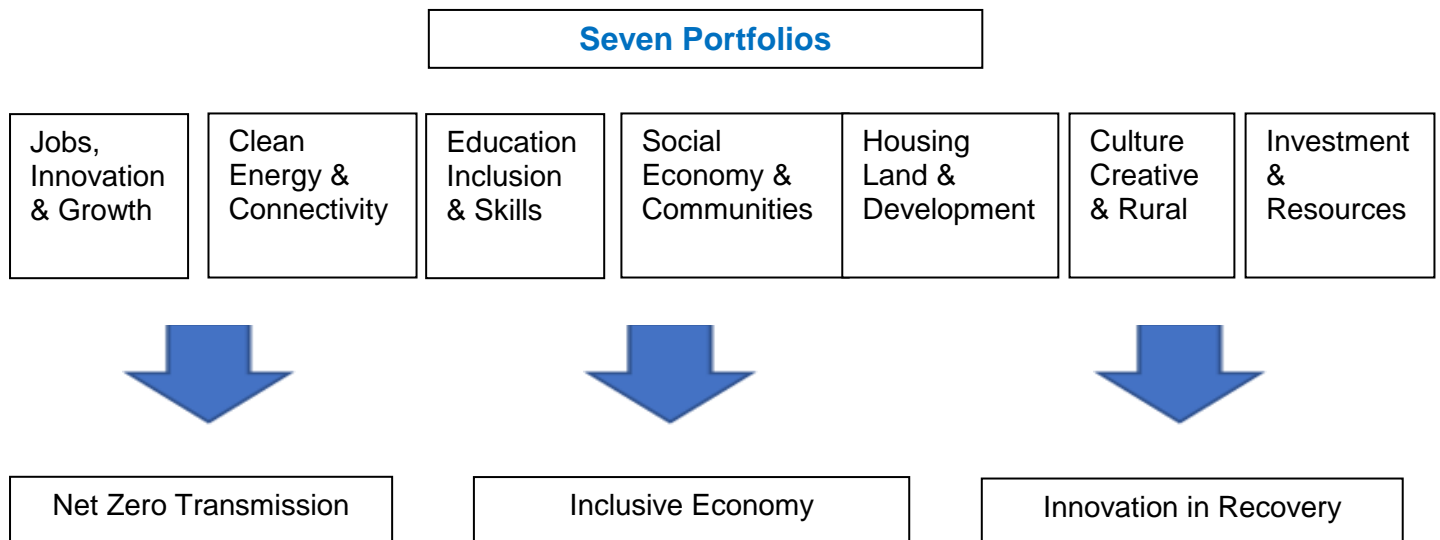 Seven Portfolios
Jobs,
Innovation
& Growth
Clean
Energy &
Connectivity
Education
Inclusion
& Skills
Social
Economy &
Communities
Housing
Land &
Development
Culture
Creative
& Rural
Investment
&
Resources
Net Zero Transmission
Inclusive Economy
Innovation in Recovery